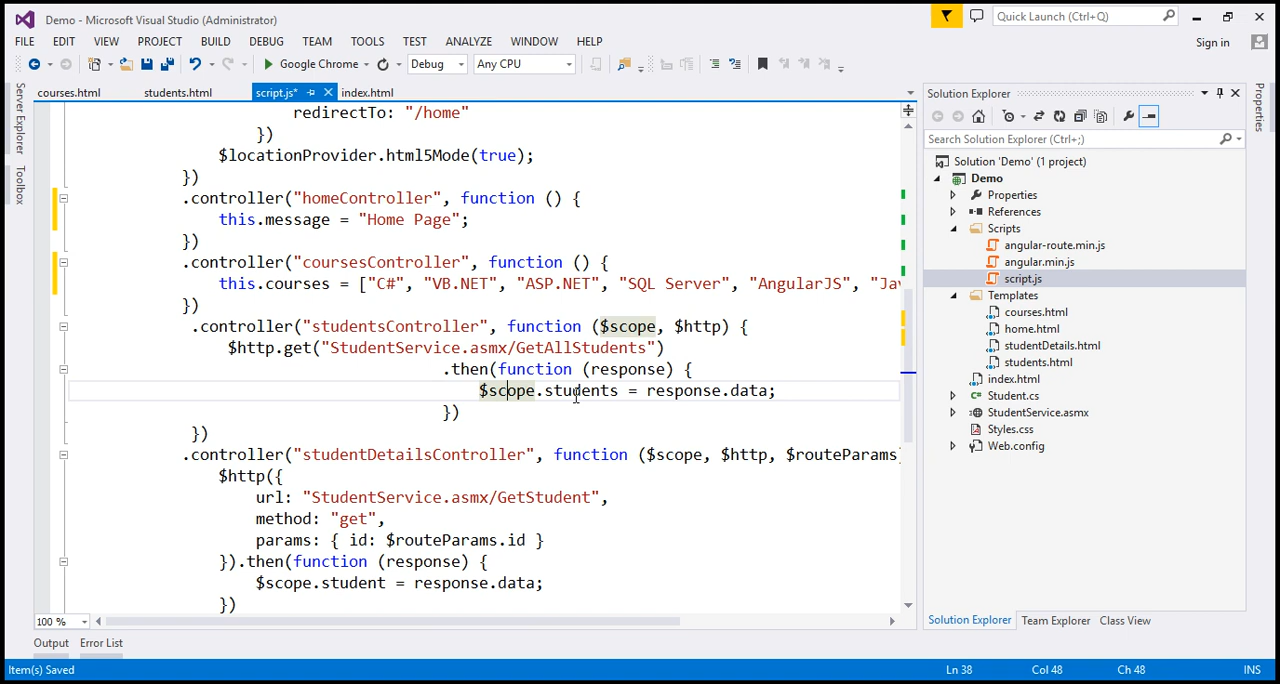 Demo - Microsoft Visual Studio (Administrator)
Quick Launch (Ctrl+Q)
FILE EDIT VIEW PROJECT BUILD DEBUG TEAM TOOLS TEST ANALYZE WINDOW HELP
Sign in
Google Chrome Debug Any CPU
Server Explorer
Toolbox
courses.html students.html script.js* index.html
redirectTo: "/home"
})
$locationProvider.html5Mode(true);
})
.controller("homeController", function () {
this.message = "Home Page";
})
.controller("coursesController", function () {
this.courses = ["C#", "VB.NET", "ASP.NET", "SQL Server", "AngularJS", "Jav
})
.controller("studentsController", function ($scope, $http) {
$http.get("StudentService.asmx/GetAllStudents")
.then(function (response) {
$scope.students = response.data;
})
})
.controller("studentDetailsController", function ($scope, $http, $routeParams)
$http({
url: "StudentService.asmx/GetStudent",
method: "get",
params: { id: $routeParams.id }
}).then(function (response) {
$scope.student = response.data;
})
100 %
Solution Explorer
Search Solution Explorer (Ctrl+;)
Solution 'Demo' (1 project)
Demo
Properties
References
Scripts
angular-route.min.js
angular.min.js
script.js
Templates
courses.html
home.html
studentDetails.html
students.html
index.html
Student.cs
StudentService.asmx
Styles.css
Web.config
Solution Explorer Team Explorer Class View
Properties
Output Error List
Item(s) Saved Ln 38 Col 48 Ch 48 INS